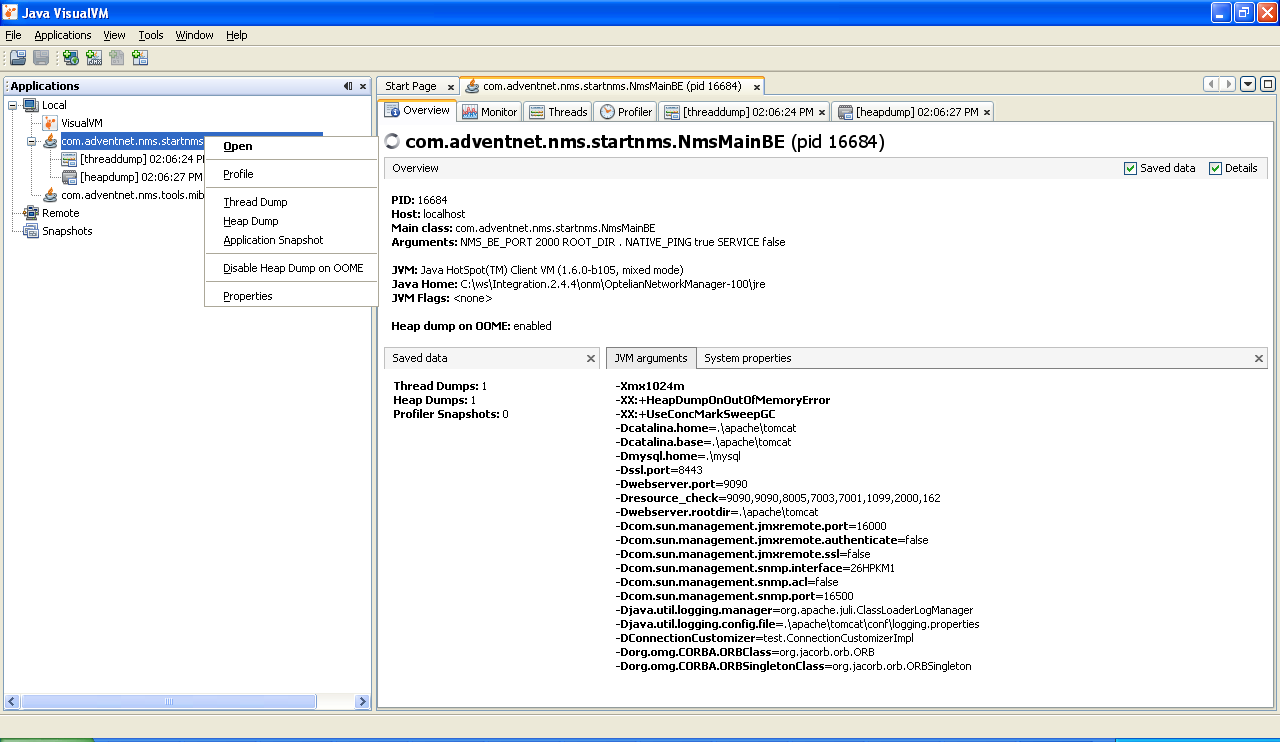 Java VisualVM
File Applications View Tools Window Help
Applications
Local
VisualVM
com.adventnet.nms.startnms
[threaddump] 02:06:24 P
[heapdump] 02:06:27 PM
com.adventnet.nms.tools.mib
Remote
Snapshots
Open
Profile
Thread Dump
Heap Dump
Application Snapshot
Disable Heap Dump on OOME
Properties
Start Page com.adventnet.nms.startnms.NmsMainBE (pid 16684)
Overview Monitor Threads Profiler [threaddump] 02:06:24 PM [heapdump] 02:06:27 PM
com.adventnet.nms.startnms.NmsMainBE (pid 16684)
Overview Saved data Details
PID: 16684
Host: localhost
Main class: com.adventnet.nms.startnms.NmsMainBE
Arguments: NMS_BE_PORT 2000 ROOT_DIR . NATIVE_PING true SERVICE false
JVM: Java HotSpot(TM) Client VM (1.6.0-b105, mixed mode)
Java Home: C:\ws\Integration.2.4.4\onm\OptelianNetworkManager-100\jre
JVM Flags: <none>
Heap dump on OOME: enabled
Saved data
Thread Dumps: 1
Heap Dumps: 1
Profiler Snapshots: 0
JVM arguments System properties
-Xmx1024m
-XX:+HeapDumpOnOutOfMemoryError
-XX:+UseConcMarkSweepGC
-Dcatalina.home=.\apache\tomcat
-Dcatalina.base=.\apache\tomcat
-Dmysql.home=.\mysql
-Dssl.port=8443
-Dwebserver.port=9090
-Dresource_check=9090,9090,8005,7003,7001,1099,2000,162
-Dwebserver.rootdir=.\apache\tomcat
-Dcom.sun.management.jmxremote.port=16000
-Dcom.sun.management.jmxremote.authenticate=false
-Dcom.sun.management.jmxremote.ssl=false
-Dcom.sun.management.snmp.interface=26HPKM1
-Dcom.sun.management.snmp.acl=false
-Dcom.sun.management.snmp.port=16500
-Djava.util.logging.manager=org.apache.juli.ClassLoaderLogManager
-Djava.util.logging.config.file=.\apache\tomcat\conf\logging.properties
-DConnectionCustomizer=test.ConnectionCustomizerImpl
-Dorg.omg.CORBA.ORBClass=org.jacorb.orb.ORB
-Dorg.omg.CORBA.ORBSingletonClass=org.jacorb.orb.ORBSingleton